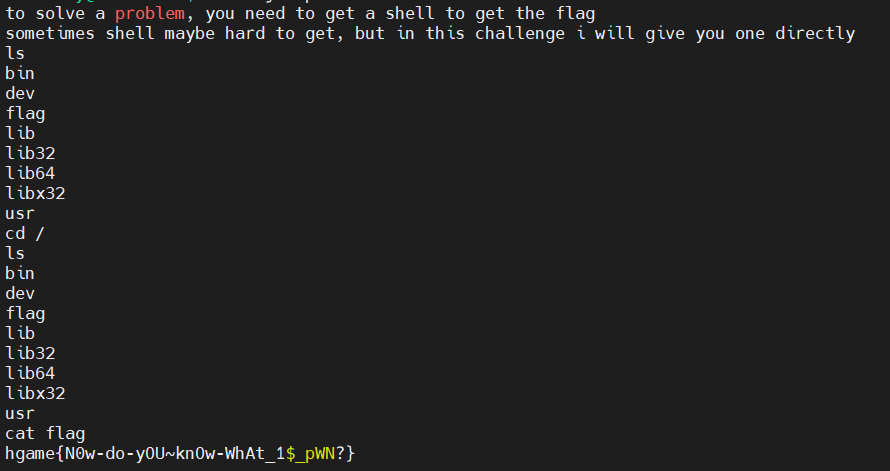 to solve a problem, you need to get a shell to get the flag
sometimes shell maybe hard to get, but in this challenge i will give you one directly
ls
bin
dev
flag
lib
lib32
lib64
libx32
usr
cd /
ls
bin
dev
flag
lib
lib32
lib64
libx32
usr
cat flag
hgame{N0w-do-yOU~knOw-WhAt_1$_pWN?}